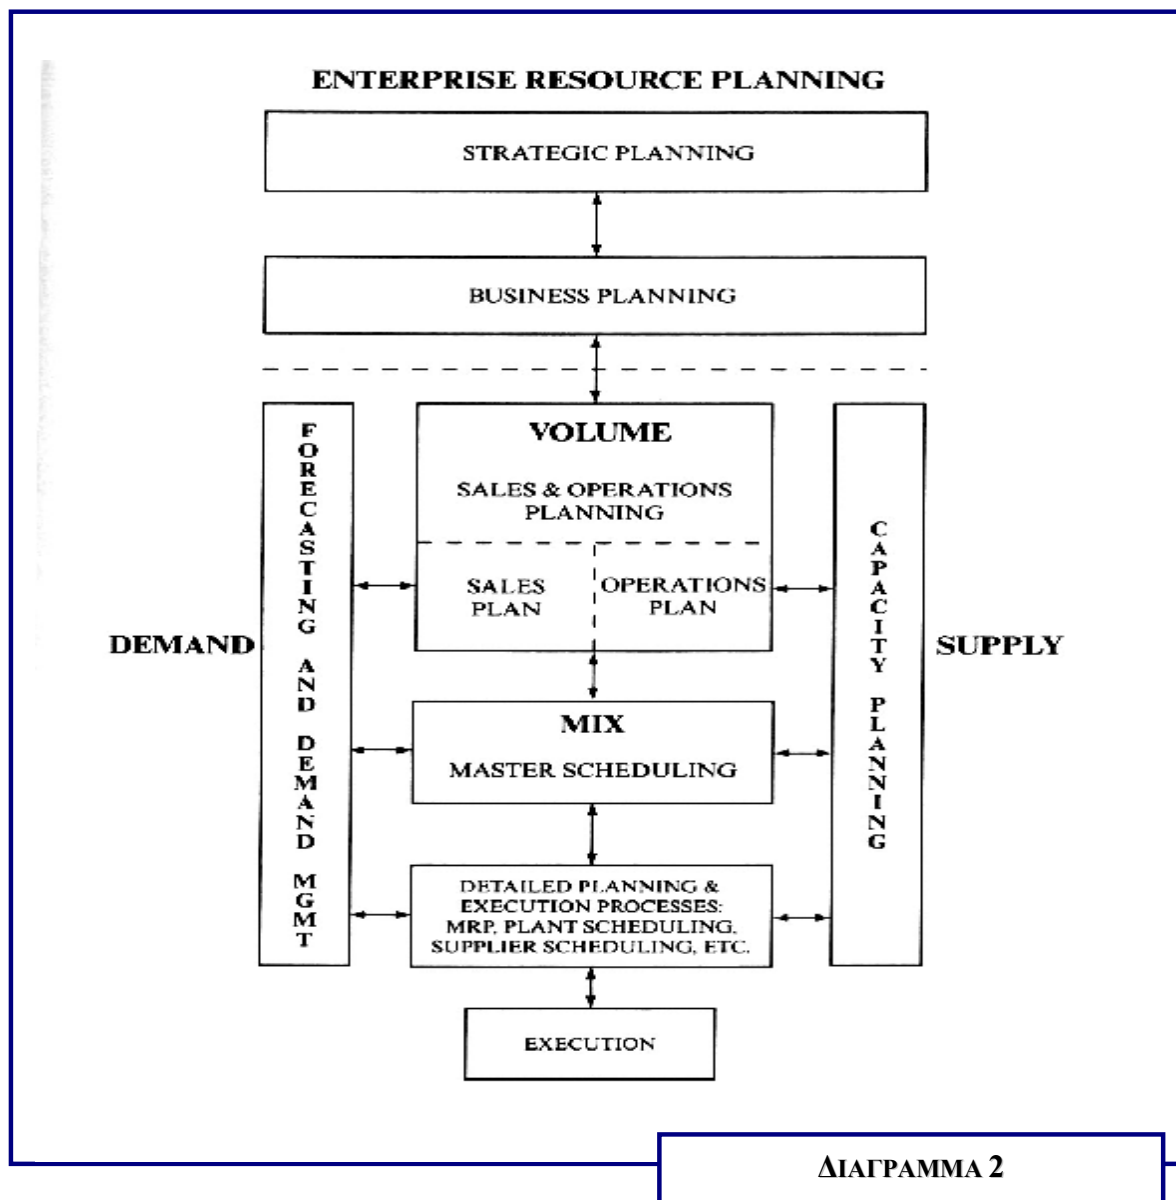 ENTERPRISE RESOURCE PLANNING
STRATEGIC PLANNING
BUSINESS PLANNING
VOLUME
SALES & OPERATIONS
PLANNING
SALES
PLAN
OPERATIONS
PLAN
DEMAND
FORECASTING AND DEMAND MGMT
CAPACITY PLANNING
SUPPLY
MIX
MASTER SCHEDULING
DETAILED PLANNING &
EXECUTION PROCESSES:
MRP, PLANT SCHEDULING,
SUPPLIER SCHEDULING, ETC.
EXECUTION
ΔΙΑΓΡΑΜΜΑ 2